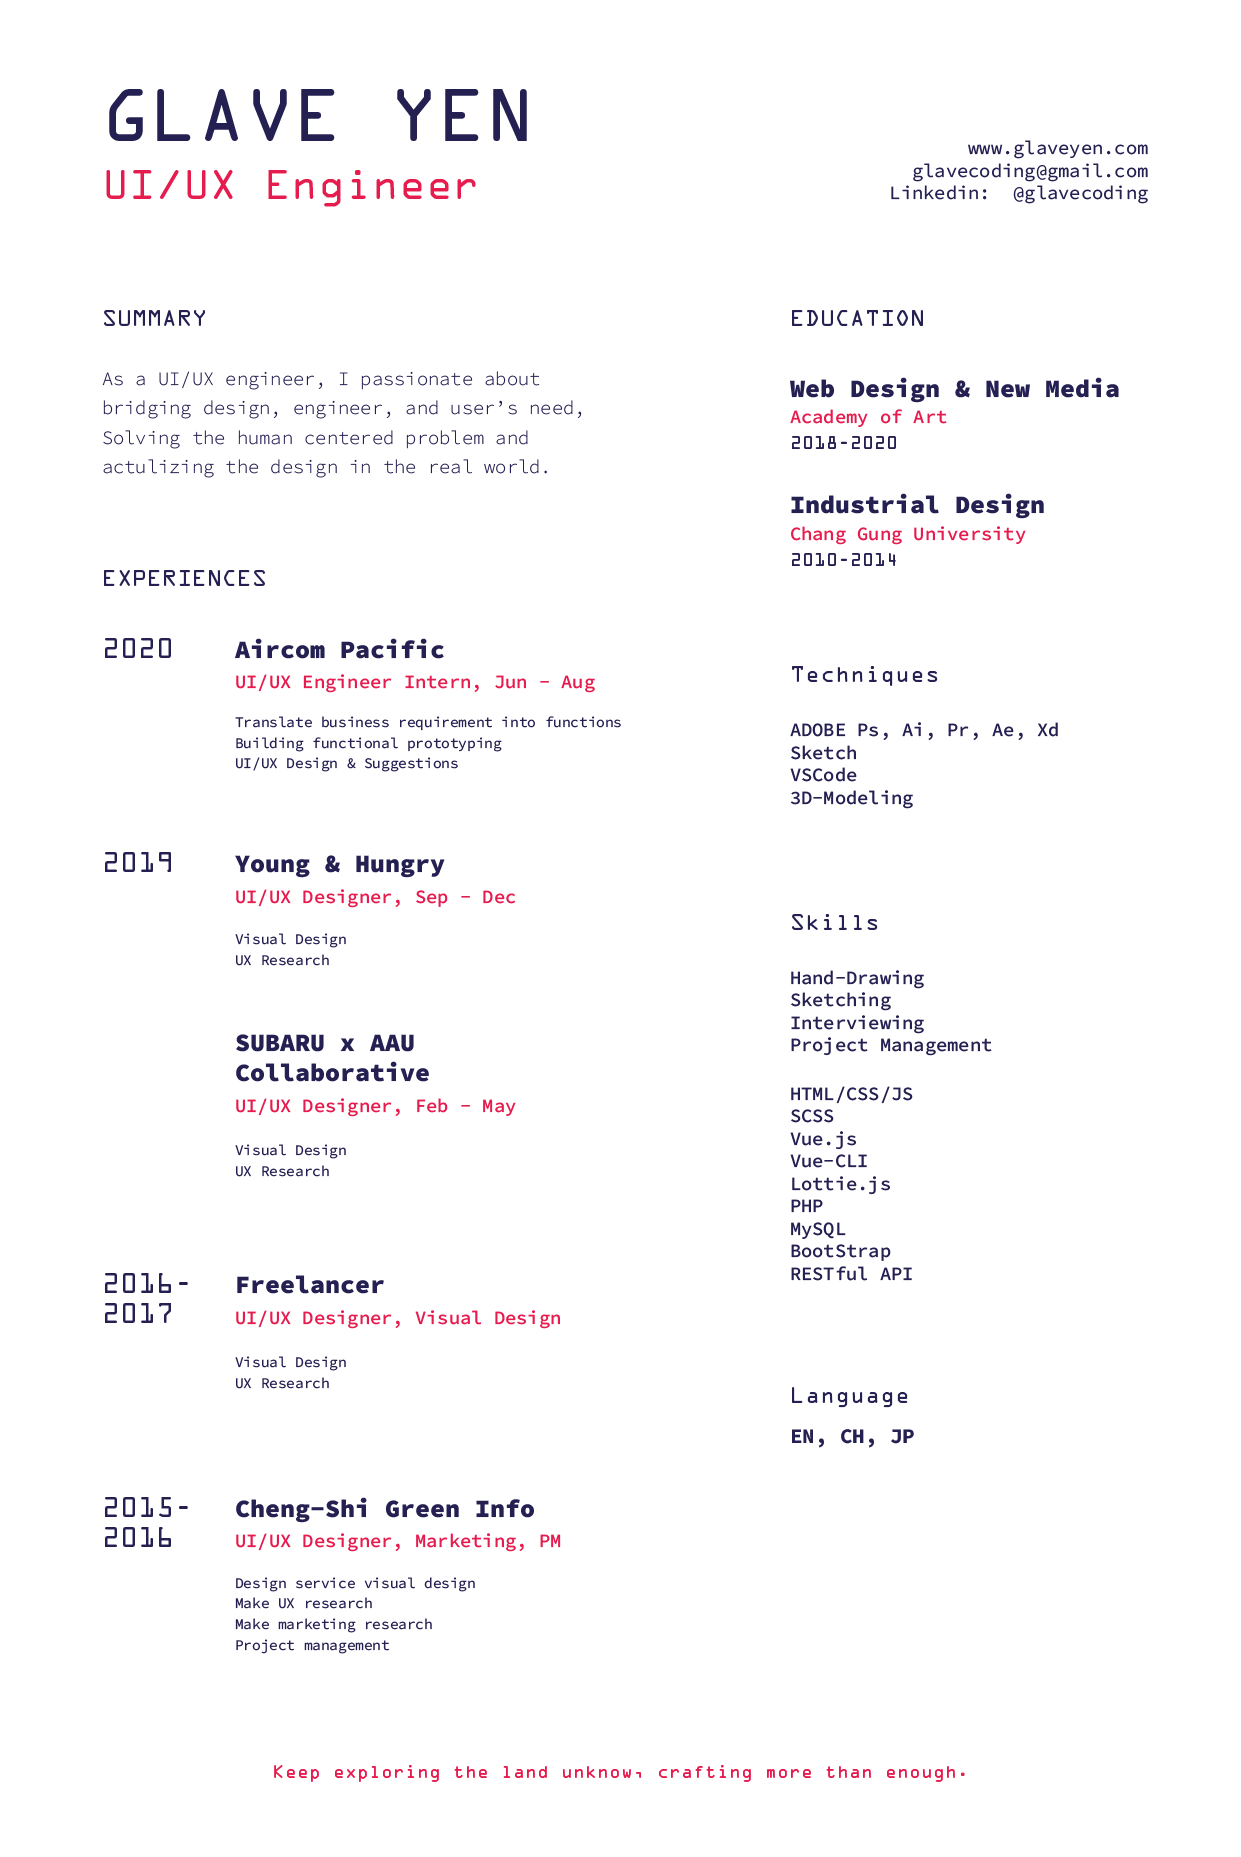 GLAVE YEN
UI/UX Engineer
www.glaveyen.com
glavecoding@gmail.com
Linkedin:  @glavecoding
SUMMARY
As a UI/UX engineer, I passionate about
bridging design, engineer, and user’s need,
Solving the human centered problem and
actulizing the design in the real world.
EXPERIENCES
2020
Aircom Pacific
UI/UX Engineer Intern, Jun - Aug
Translate business requirement into functions
Building functional prototyping
UI/UX Design & Suggestions
2019
Young & Hungry
UI/UX Designer, Sep - Dec
Visual Design
UX Research
SUBARU x AAU
Collaborative
UI/UX Designer, Feb - May
Visual Design
UX Research
2016-
2017
Freelancer
UI/UX Designer, Visual Design
Visual Design
UX Research
2015-
2016
Cheng-Shi Green Info
UI/UX Designer, Marketing, PM
Design service visual design
Make UX research
Make marketing research
Project management
EDUCATION
Web Design & New Media
Academy of Art
2018-2020
Industrial Design
Chang Gung University
2010-2014
Techniques
ADOBE Ps, Ai, Pr, Ae, Xd
Sketch
VSCode
3D-Modeling
Skills
Hand-Drawing
Sketching
Interviewing
Project Management
HTML/CSS/JS
SCSS
Vue.js
Vue-CLI
Lottie.js
PHP
MySQL
BootStrap
RESTful API
Language
EN, CH, JP
Keep exploring the land unknow, crafting more than enough.